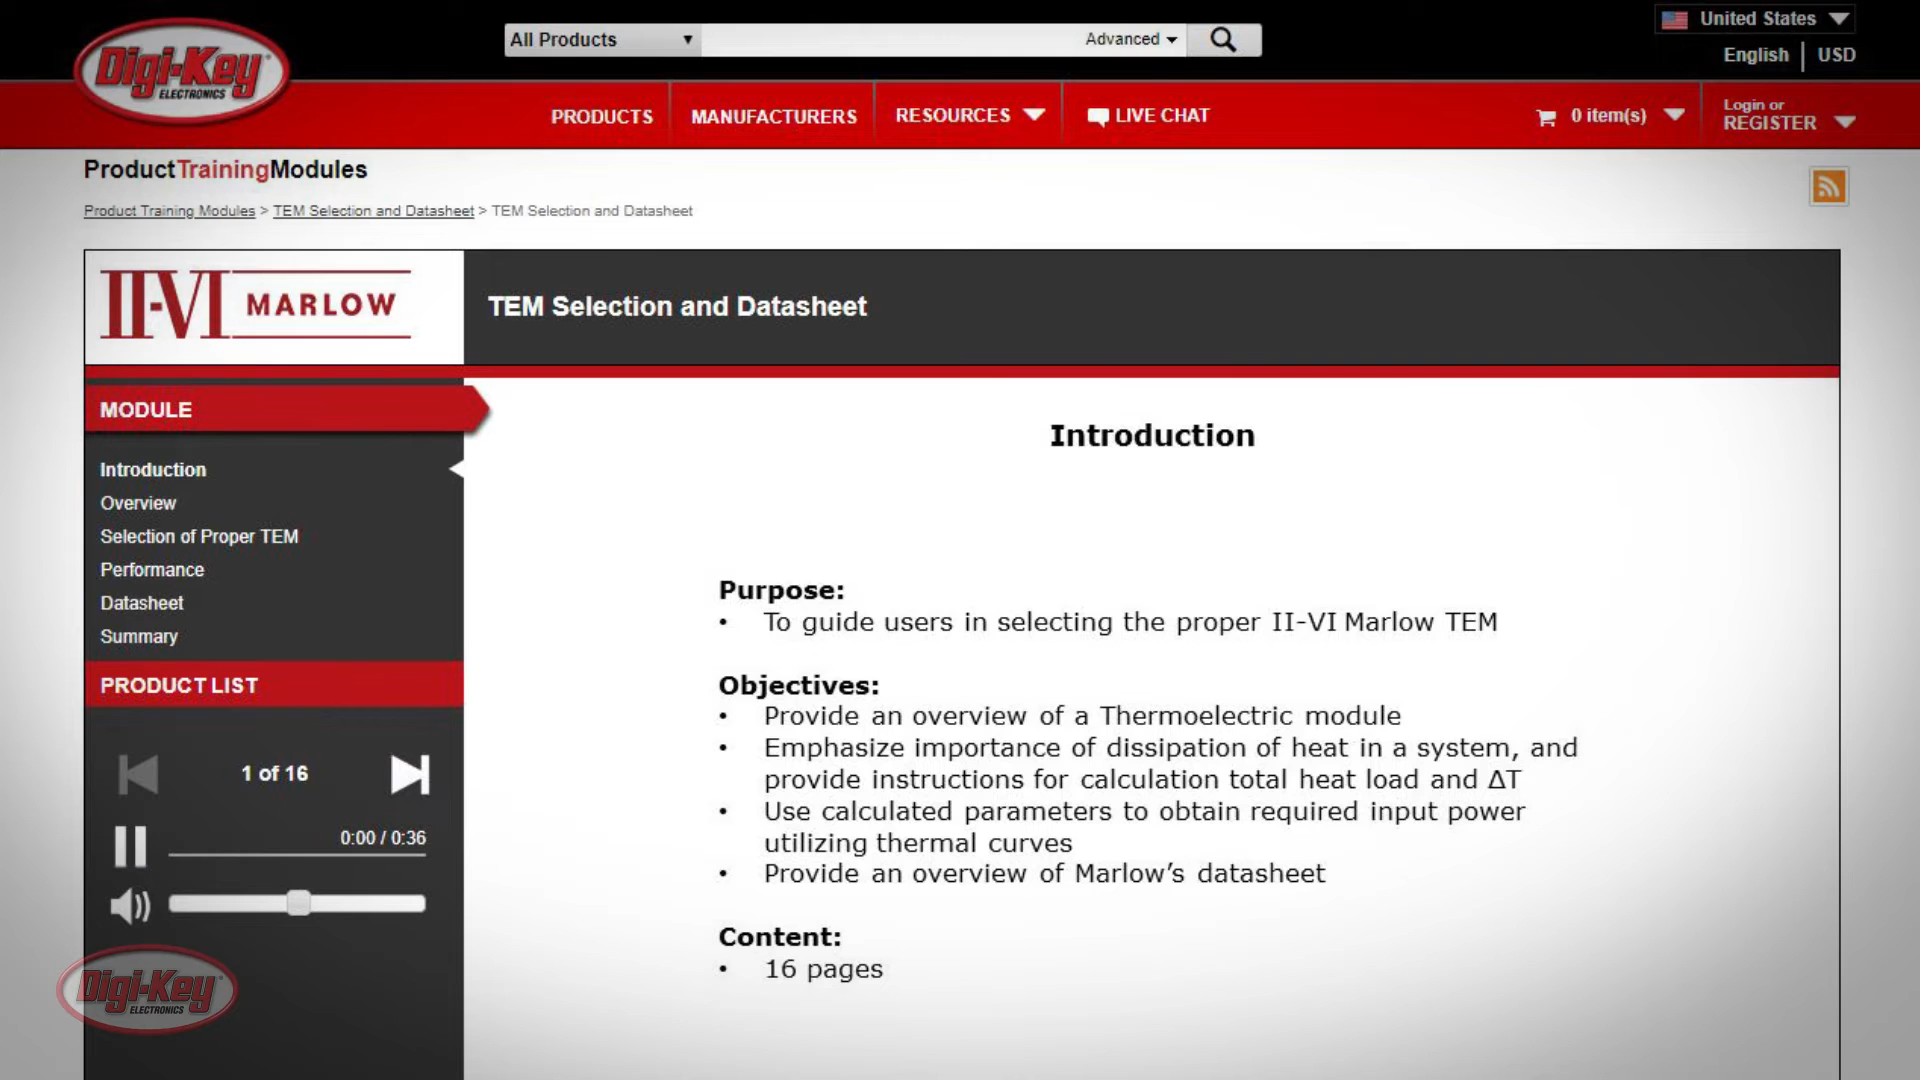 Digi-Key
ELECTRONICS
All Products
Advanced
United States
English
USD
PRODUCTS
MANUFACTURERS
RESOURCES
LIVE CHAT
0 item(s)
Login or
REGISTER
ProductTrainingModules
Product Training Modules > TEM Selection and Datasheet > TEM Selection and Datasheet
II-VI MARLOW
TEM Selection and Datasheet
MODULE
Introduction
Overview
Selection of Proper TEM
Performance
Datasheet
Summary
PRODUCT LIST
1 of 16
0:00 / 0:36
Digi-Key
ELECTRONICS
Introduction
Purpose:
• To guide users in selecting the proper II-VI Marlow TEM
Objectives:
• Provide an overview of a Thermoelectric module
• Emphasize importance of dissipation of heat in a system, and
provide instructions for calculation total heat load and ΔT
• Use calculated parameters to obtain required input power
utilizing thermal curves
• Provide an overview of Marlow's datasheet
Content:
• 16 pages